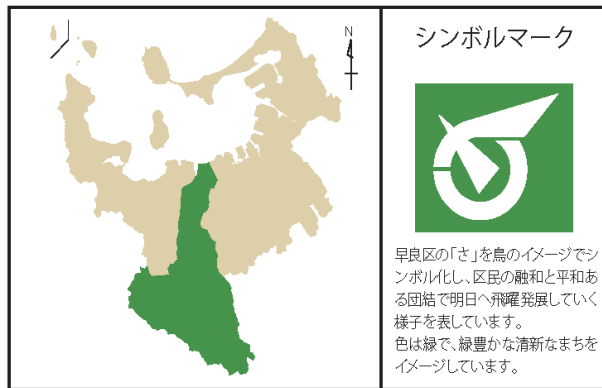 N
シンボルマーク
早良区の「さ」を鳥のイメージでシ
ンボル化し、区民の融和と平和あ
る団結で明日へ飛躍発展していく
様子を表しています。
色は緑で、緑豊かな清新なまちを
イメージしています。